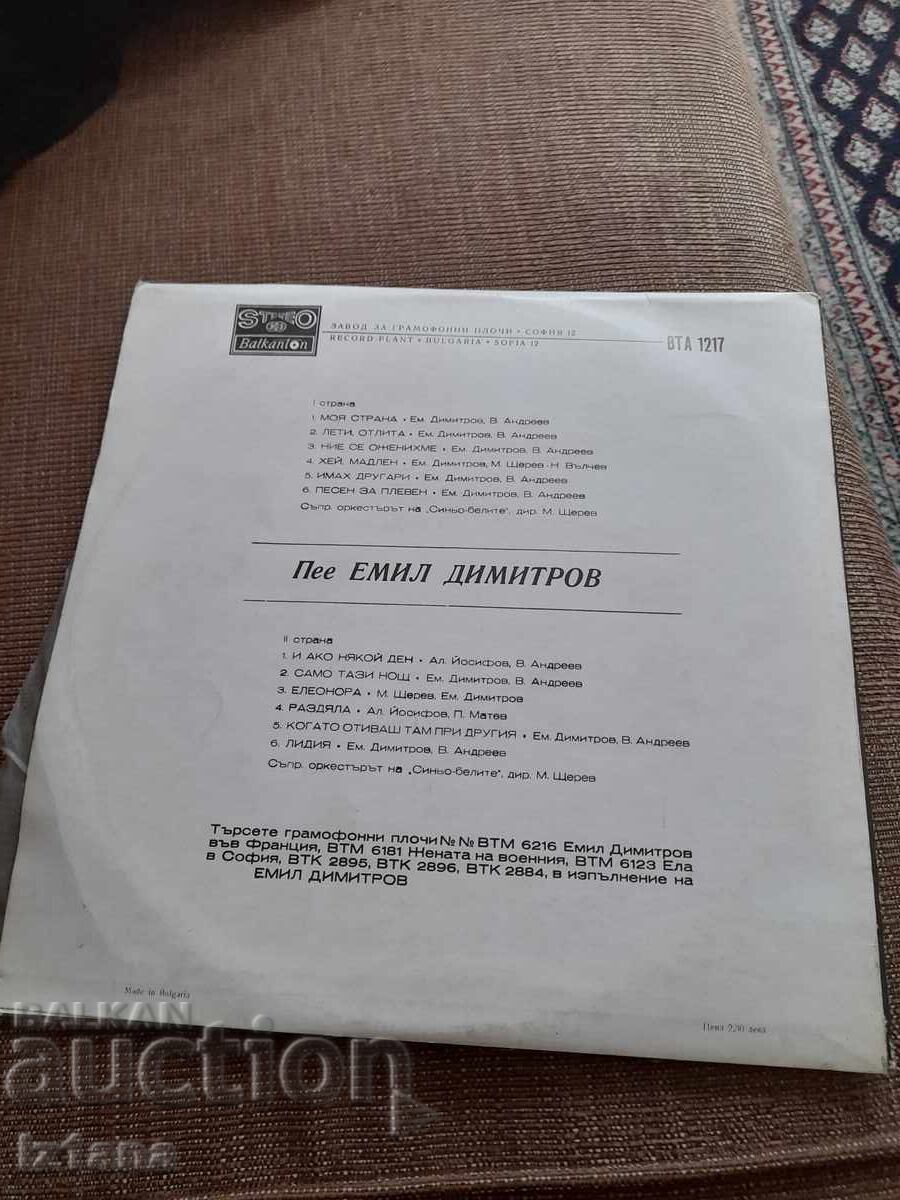 STEREO
Balkanton
ЗАВОД ЗА ГРАМОФОННИ ПЛОЧИ • СОФИЯ 12
RECORD PLANT • BULGARIA • SOFIA 12
ВТА 1217
I страна
1. МОЯ СТРАНА • Ем. Димитров, В. Андреев
2. ЛЕТИ, ОТЛИТА • Ем. Димитров, В. Андреев
3. НИЕ СЕ ОЖЕНИХМЕ • Ем. Димитров, В. Андреев
4. ХЕЙ, МАДЛЕН • Ем. Димитров, М. Щерев - Н. Вълчев
5. ИМАХ ДРУГАРИ • Ем. Димитров, В. Андреев
6. ПЕСЕН ЗА ПЛЕВЕН • Ем. Димитров, В. Андреев
Съпр. оркестърът на „Синьо-белите“, дир. М. Щерев
Пее ЕМИЛ ДИМИТРОВ
II страна
1. И АКО НЯКОЙ ДЕН • Ал. Йосифов, В. Андреев
2. САМО ТАЗИ НОЩ • Ем. Димитров, В. Андреев
3. ЕЛЕОНОРА • М. Щерев, Ем. Димитров
4. РАЗДЯЛА • Ал. Йосифов, П. Матев
5. КОГАТО ОТИВАШ ТАМ ПРИ ДРУГИЯ • Ем. Димитров, В. Андреев
6. ЛИДИЯ • Ем. Димитров, В. Андреев
Съпр. оркестърът на „Синьо-белите“, дир. М. Щерев
Търсете грамофонни плочи №№ ВТМ 6216 Емил Димитров
във Франция, ВТМ 6181 Жената на военния, ВТМ 6123 Ела
в София, ВТК 2895, ВТК 2896, ВТК 2884, в изпълнение на
ЕМИЛ ДИМИТРОВ
Made in Bulgaria
Цена 2,80 лева
BALKAN
auction
iz1ana